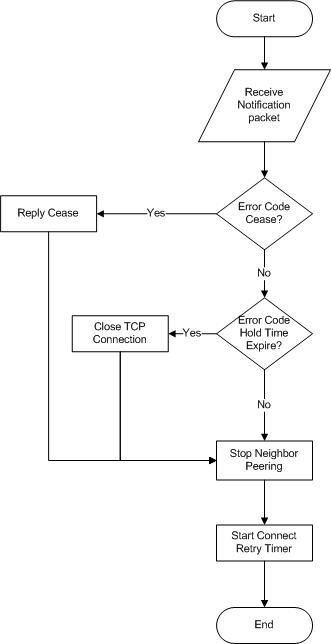 Start
Receive
Notification
packet
Error Code
Cease?
Yes
Reply Cease
No
Error Code
Hold Time
Expire?
Yes
Close TCP
Connection
No
Stop Neighbor
Peering
Start Connect
Retry Timer
End